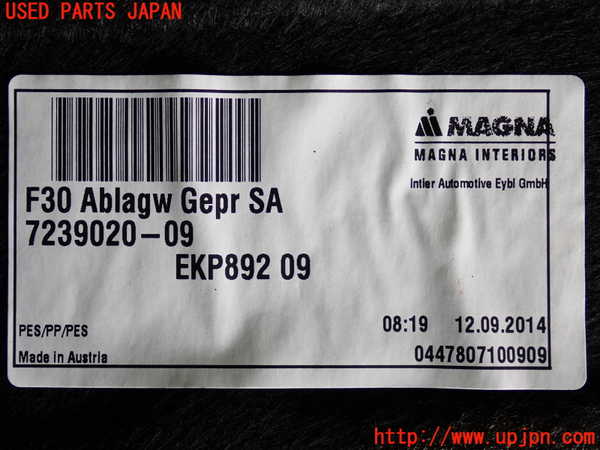 USED PARTS JAPAN
MAGNA
MAGNA INTERIORS
Intier Automotive Eybl GmbH
F30 Ablagw Gepr SA
7239020-09
EKP892 09
PES/PP/PES
08:19 12.09.2014
Made in Austria
0447807100909
http://www.upjpn.com/